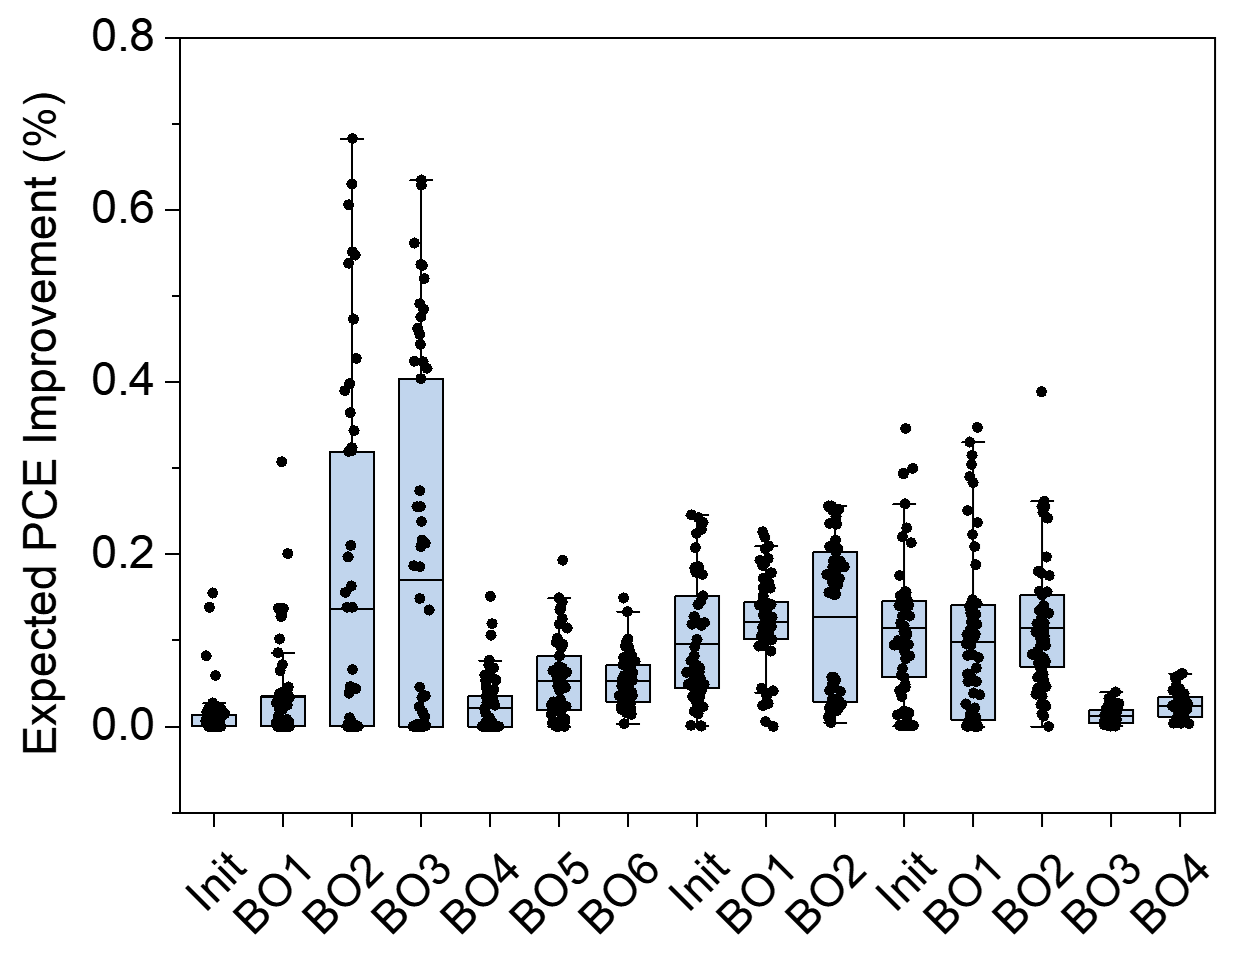 Expected PCE Improvement (%)
0.8
0.6
0.4
0.2
0.0
Init BO1 BO2 BO3 BO4 BO5 BO6 Init BO1 BO2 Init BO1 BO2 BO3 BO4